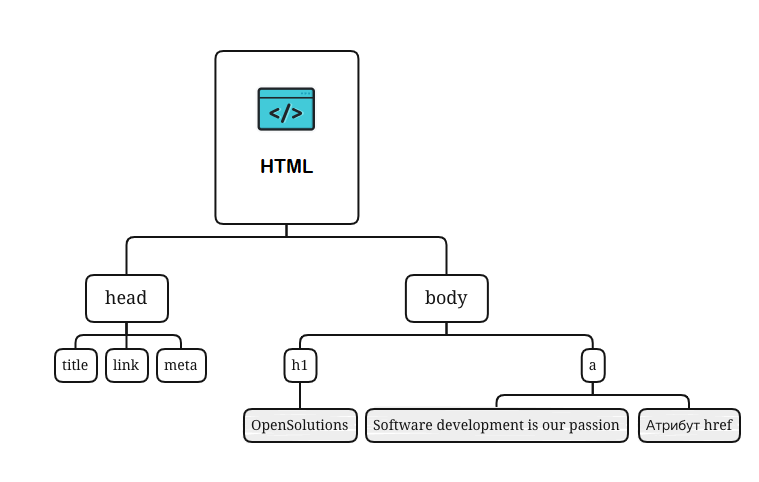 </>
HTML
head
body
title
link
meta
h1
a
OpenSolutions
Software development is our passion
Атрибут href